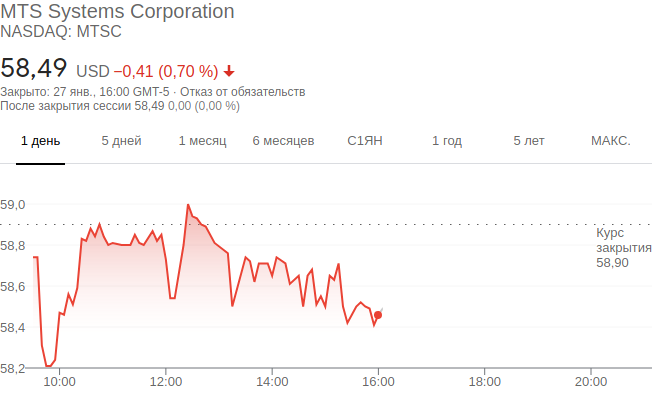 MTS Systems Corporation
NASDAQ: MTSC
58,49 USD −0,41 (0,70 %)
Закрыто: 27 янв., 16:00 GMT-5 · Отказ от обязательств
После закрытия сессии 58,49 0,00 (0,00 %)
1 день 5 дней 1 месяц 6 месяцев С1ЯН 1 год 5 лет МАКС.
59,0
Курс
закрытия
58,90
58,8
58,6
58,4
58,2
10:00 12:00 14:00 16:00 18:00 20:00